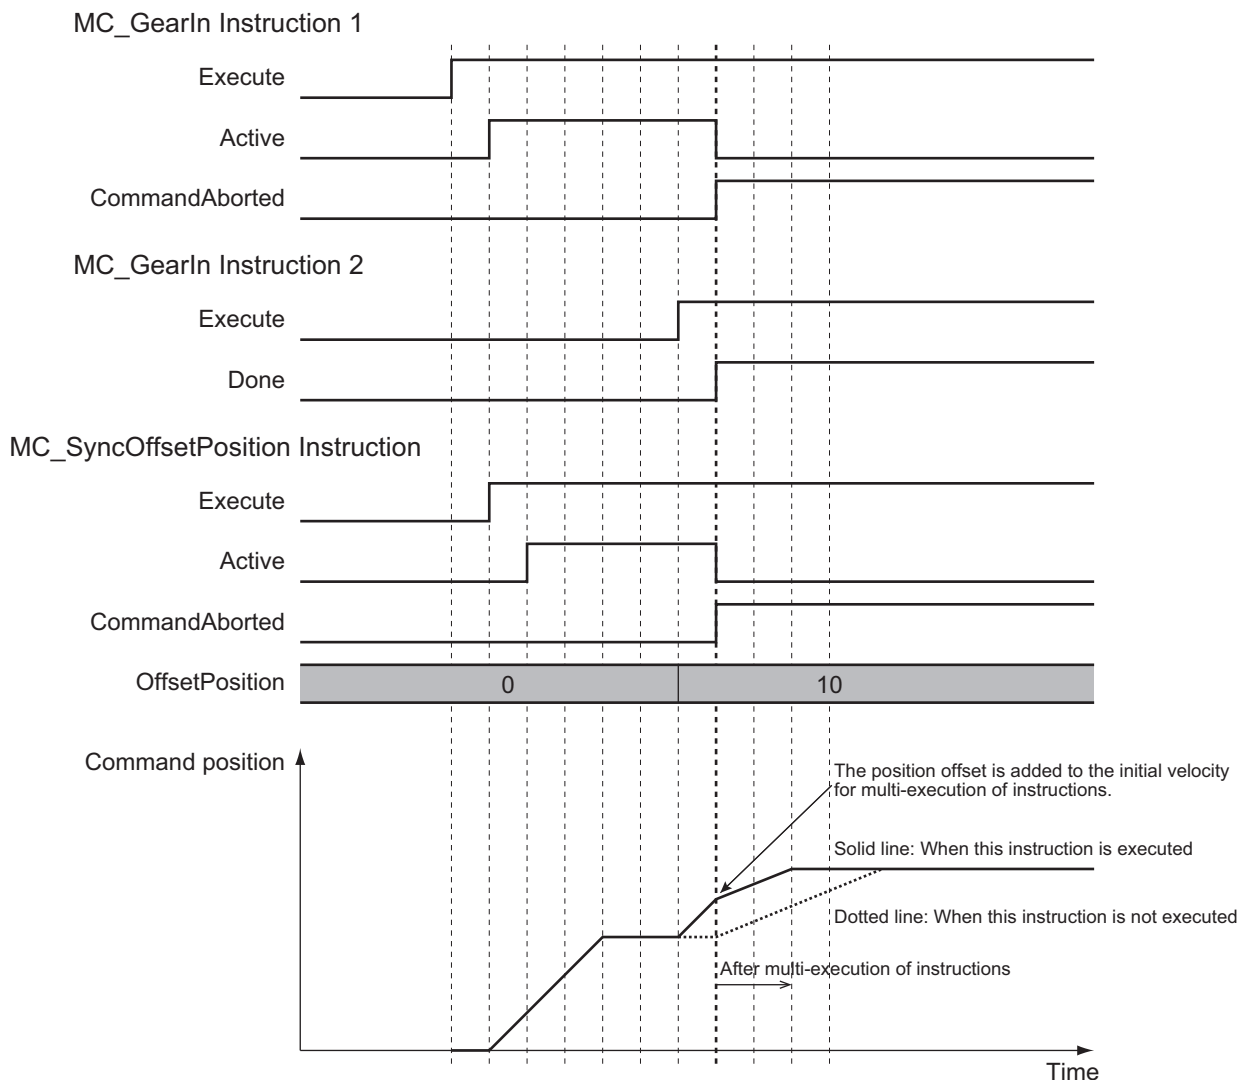 MC_GearIn Instruction 1
Execute
Active
CommandAborted
MC_GearIn Instruction 2
Execute
Done
MC_SyncOffsetPosition Instruction
Execute
Active
CommandAborted
OffsetPosition
0
10
Command position
The position offset is added to the initial velocity
for multi-execution of instructions.
Solid line: When this instruction is executed
Dotted line: When this instruction is not executed
After multi-execution of instructions
Time